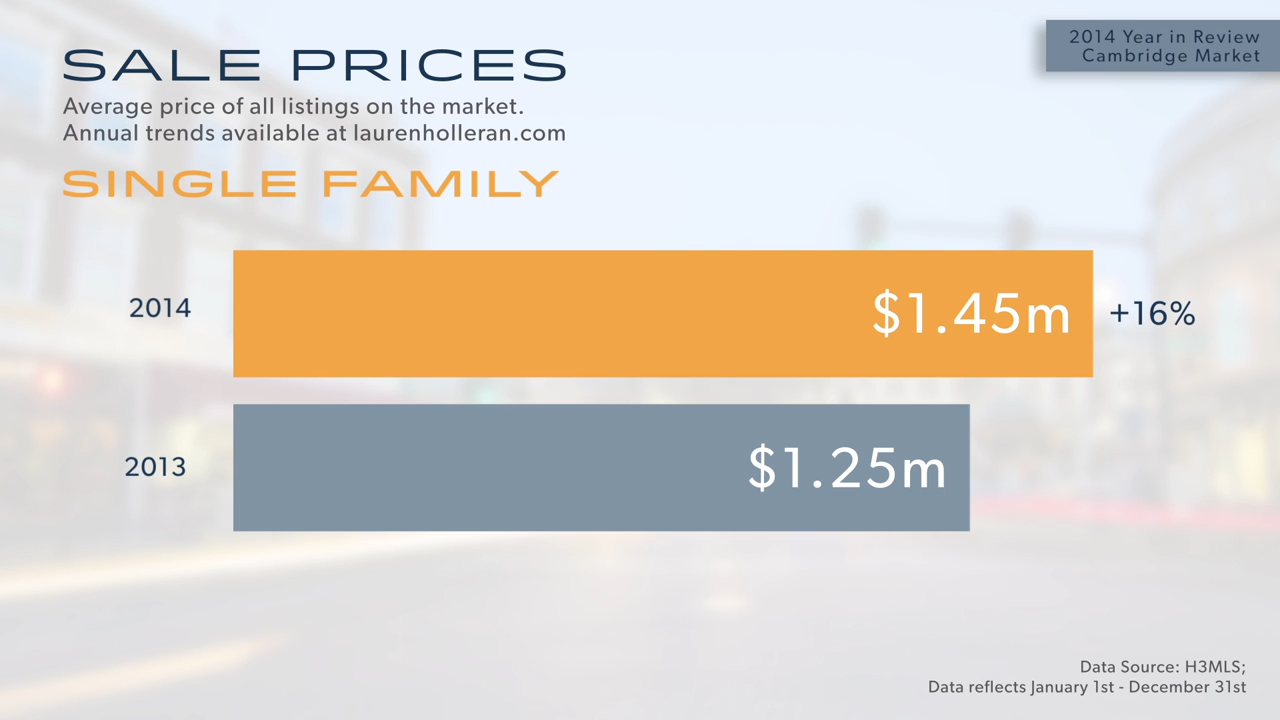 2014 Year in Review
Cambridge Market
SALE PRICES
Average price of all listings on the market.
Annual trends available at laurenholleran.com
SINGLE FAMILY
2014
$1.45m
+16%
2013
$1.25m
Data Source: H3MLS;
Data reflects January 1st - December 31st